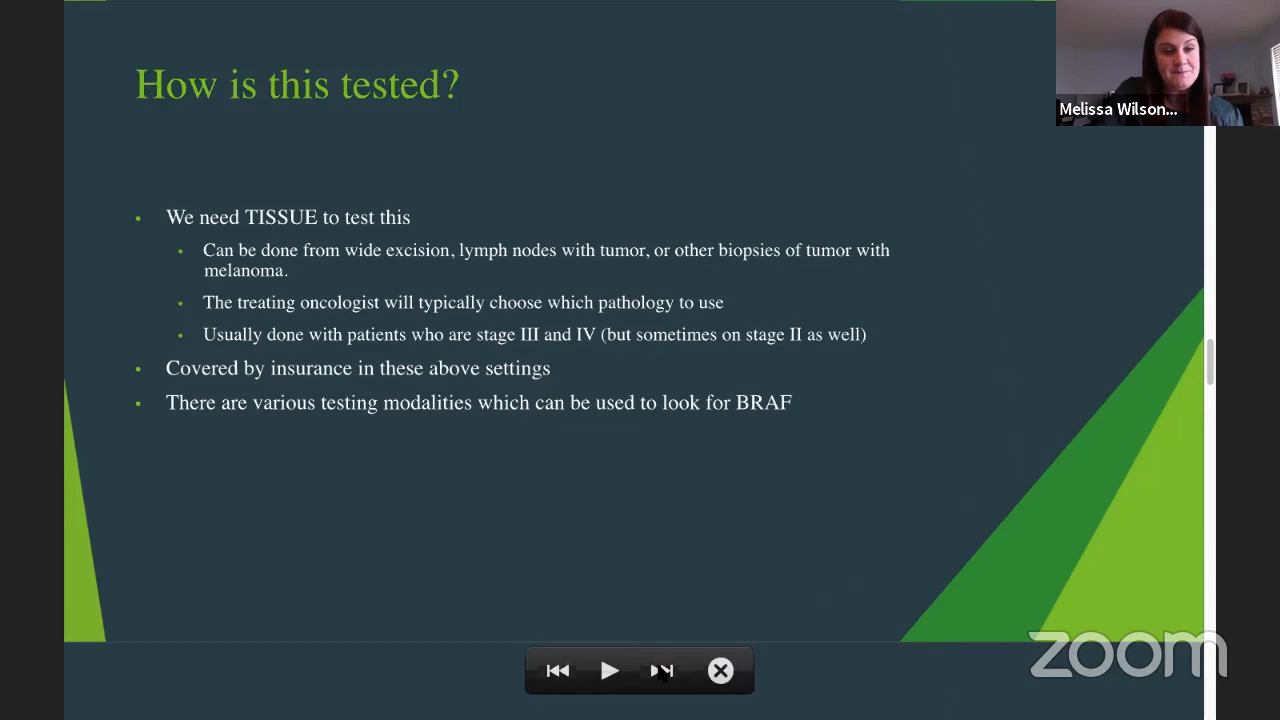 How is this tested?
Melissa Wilson...
• We need TISSUE to test this
• Can be done from wide excision, lymph nodes with tumor, or other biopsies of tumor with
melanoma.
• The treating oncologist will typically choose which pathology to use
• Usually done with patients who are stage III and IV (but sometimes on stage II as well)
• Covered by insurance in these above settings
• There are various testing modalities which can be used to look for BRAF
zoom